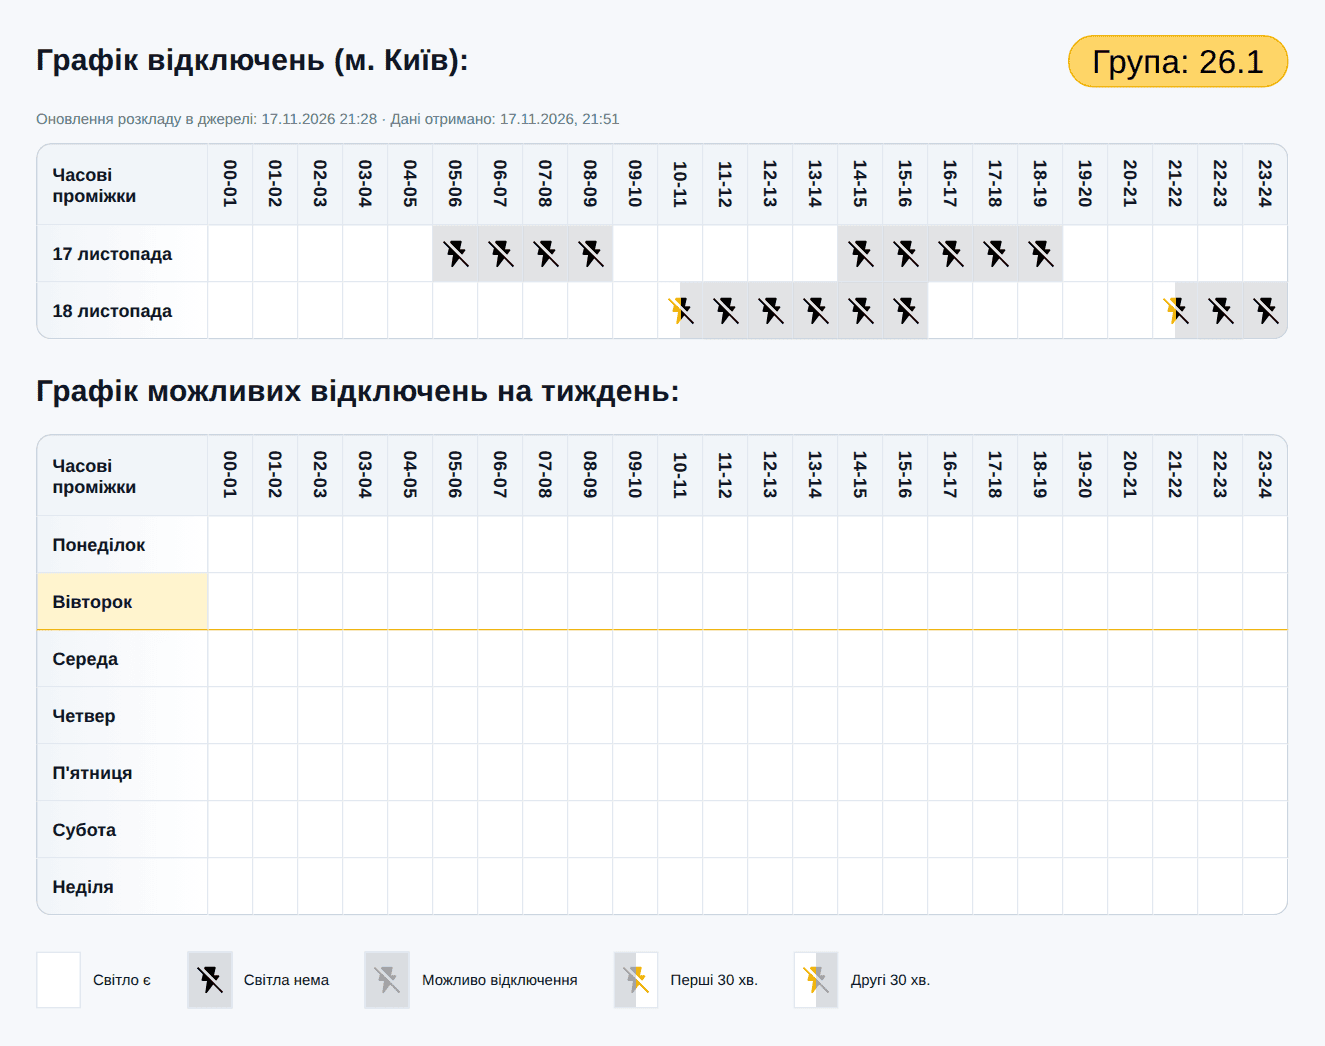 Графік відключень (м. Київ):
Група: 26.1
Оновлення розкладу в джерелі: 17.11.2026 21:28 · Дані отримано: 17.11.2026, 21:51
Часові
проміжки
00-01 01-02 02-03 03-04 04-05 05-06 06-07 07-08 08-09 09-10 10-11 11-12 12-13 13-14 14-15 15-16 16-17 17-18 18-19 19-20 20-21 21-22 22-23 23-24
17 листопада
18 листопада
Графік можливих відключень на тиждень:
Часові
проміжки
00-01 01-02 02-03 03-04 04-05 05-06 06-07 07-08 08-09 09-10 10-11 11-12 12-13 13-14 14-15 15-16 16-17 17-18 18-19 19-20 20-21 21-22 22-23 23-24
Понеділок
Вівторок
Середа
Четвер
П'ятниця
Субота
Неділя
Світло є Світла нема Можливо відключення Перші 30 хв. Другі 30 хв.